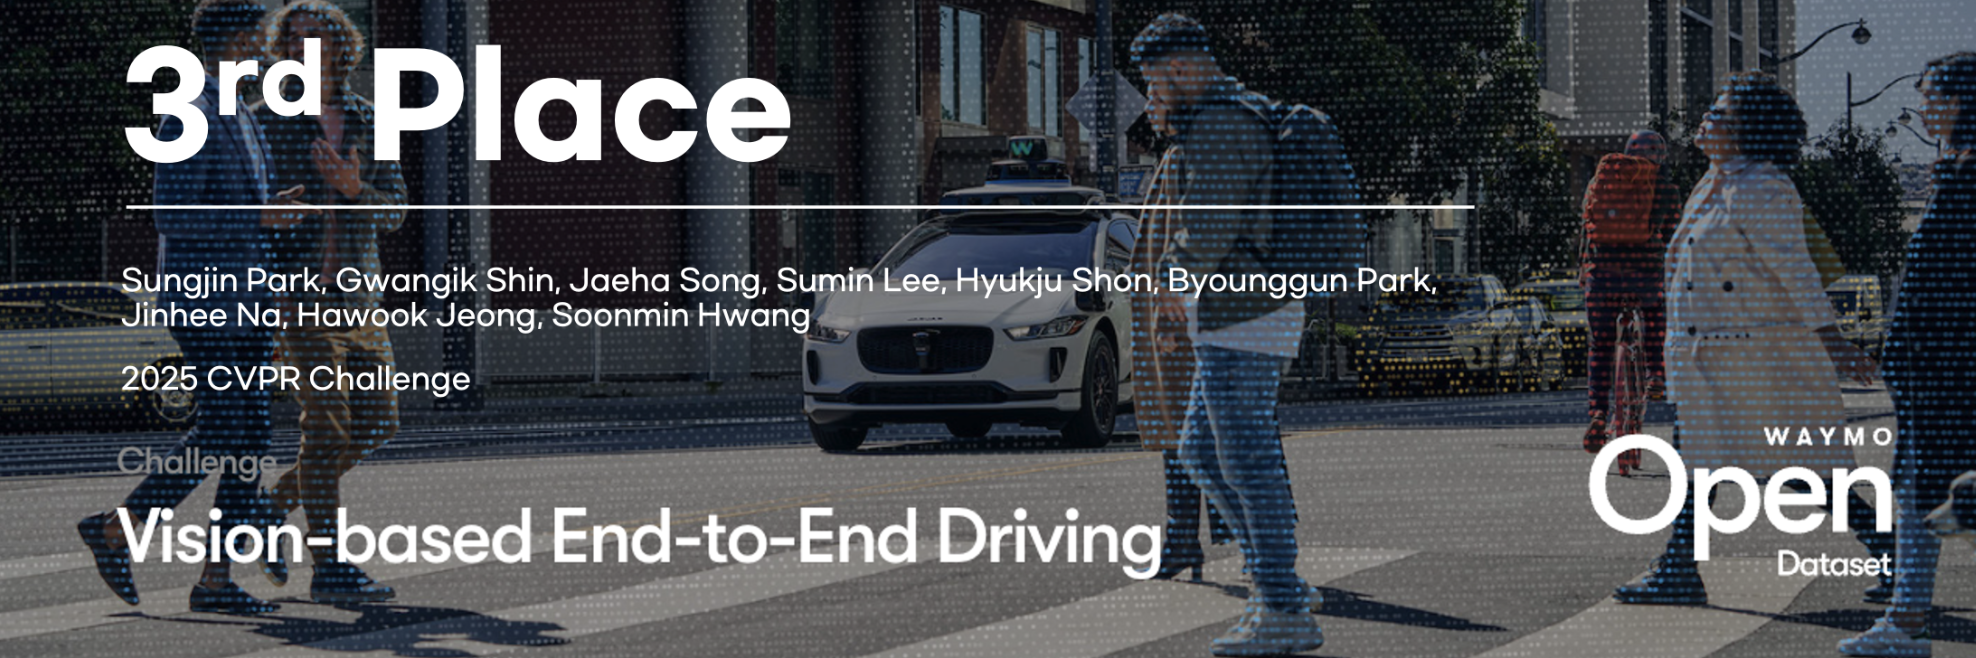 3rd Place
Sungjin Park, Gwangik Shin, Jaeha Song, Sumin Lee, Hyukju Shon, Byounggun Park,
Jinhee Na, Hawook Jeong, Soonmin Hwang
2025 CVPR Challenge
Challenge
Vision-based End-to-End Driving
WAYMO
Open
Dataset